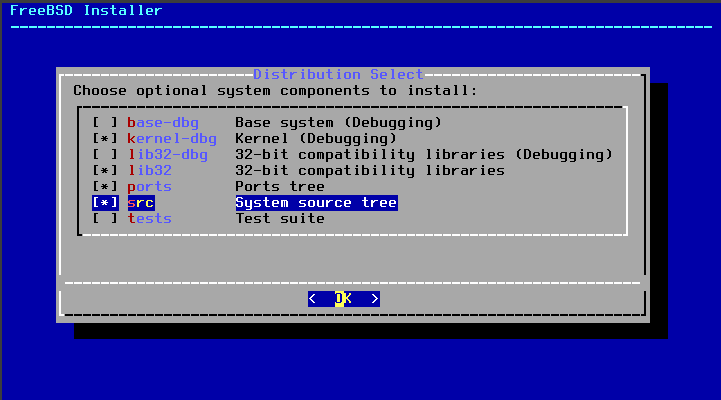 FreeBSD Installer
Distribution Select
Choose optional system components to install:
[ ] base-dbg Base system (Debugging)
[*] kernel-dbg Kernel (Debugging)
[ ] lib32-dbg 32-bit compatibility libraries (Debugging)
[*] lib32 32-bit compatibility libraries
[*] ports Ports tree
[*] src System source tree
[ ] tests Test suite
< OK >